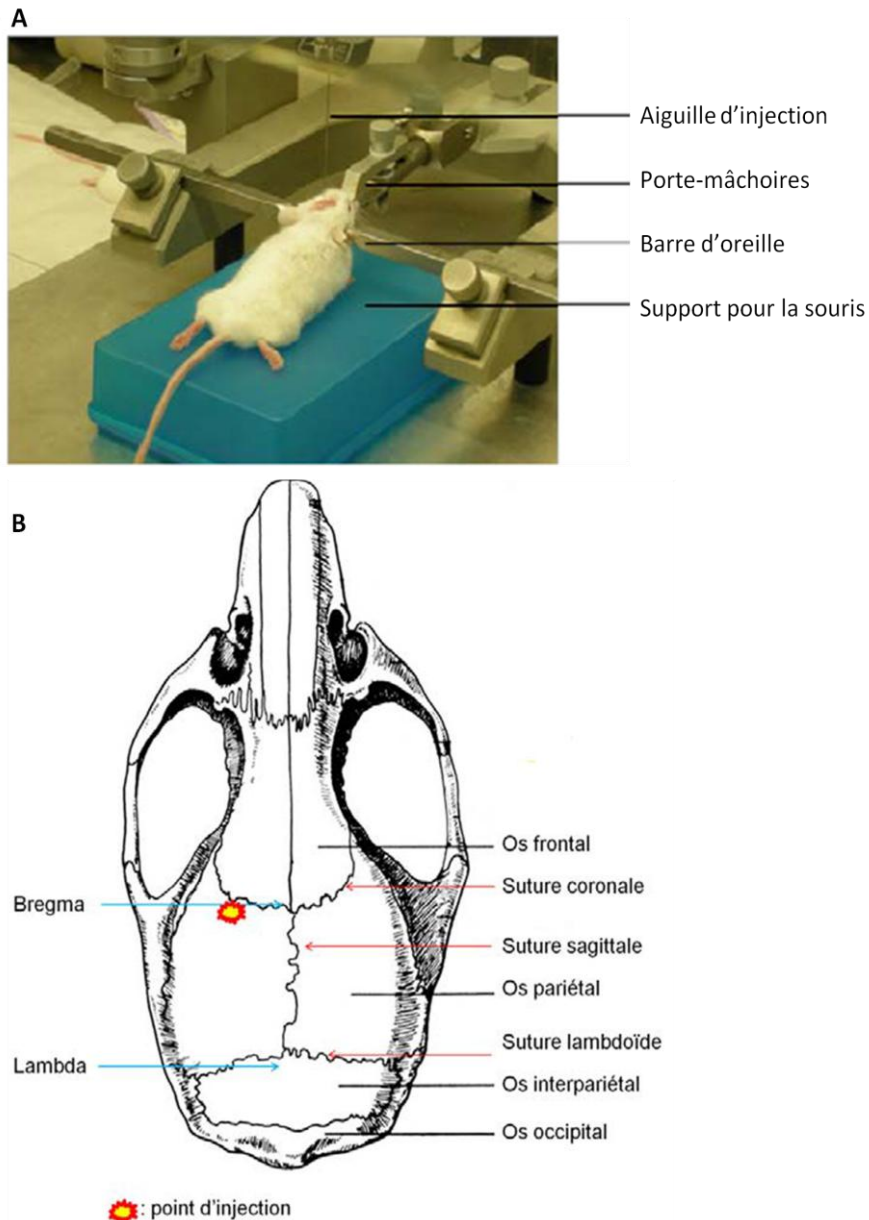 A
Aiguille d'injection
Porte-mâchoires
Barre d'oreille
Support pour la souris
B
Os frontal
Suture coronale
Bregma
Suture sagittale
Os pariétal
Suture lambdoïde
Lambda
Os interpariétal
Os occipital
: point d'injection